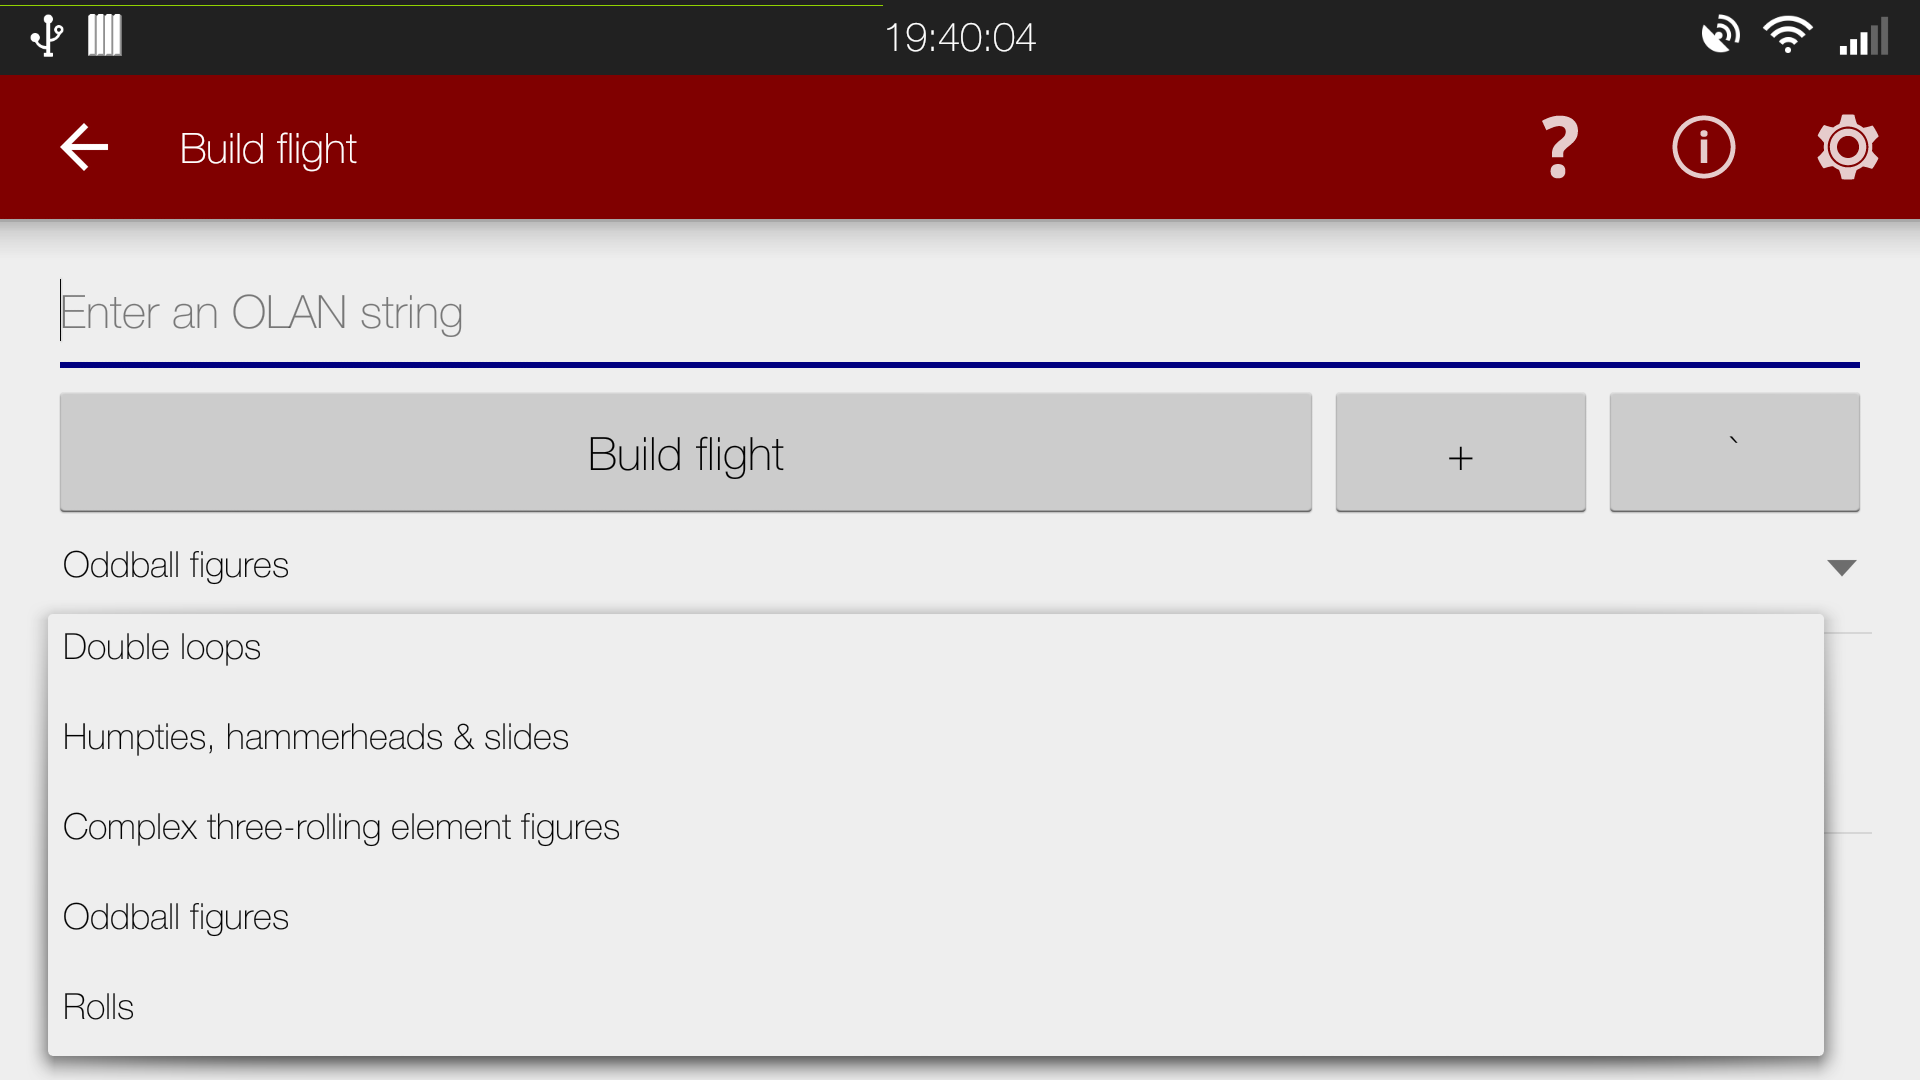 19:40:04
Build flight
Enter an OLAN string
Build flight + `
Oddball figures
Double loops
Humpties, hammerheads & slides
Complex three-rolling element figures
Oddball figures
Rolls